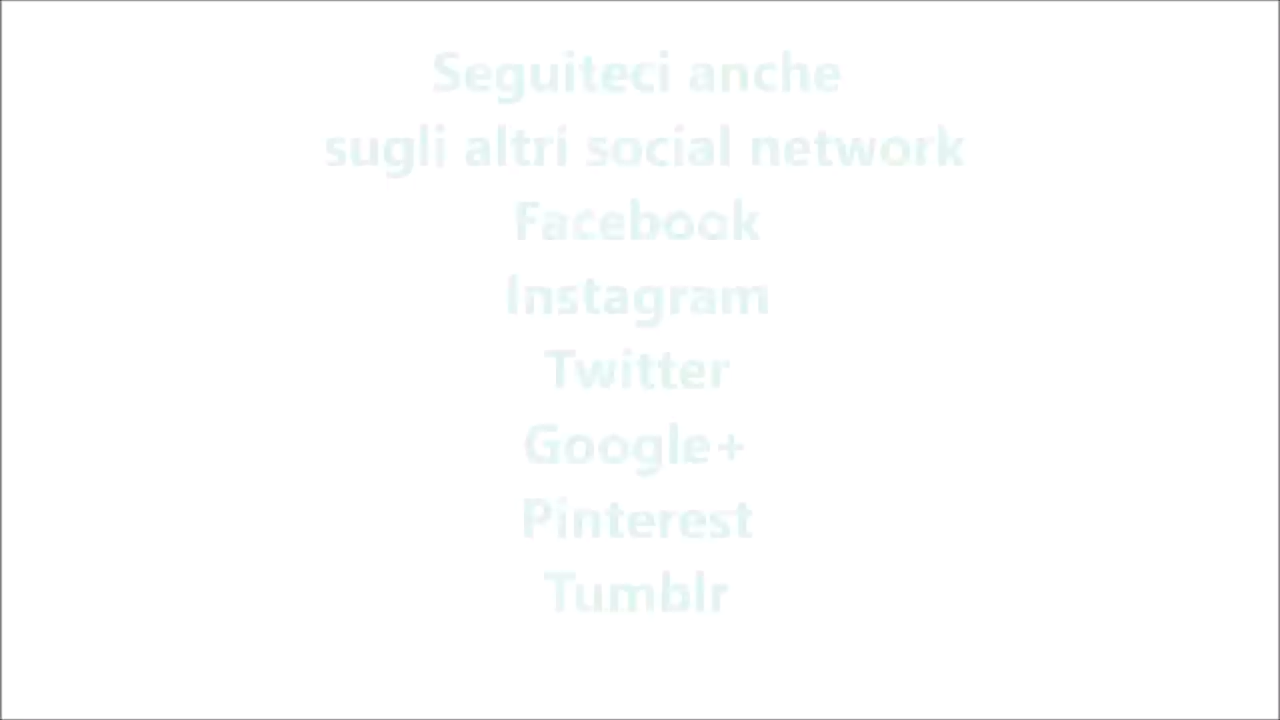 Seguiteci anche
sugli altri social network
Facebook
Instagram
Twitter
Google+
Pinterest
Tumblr